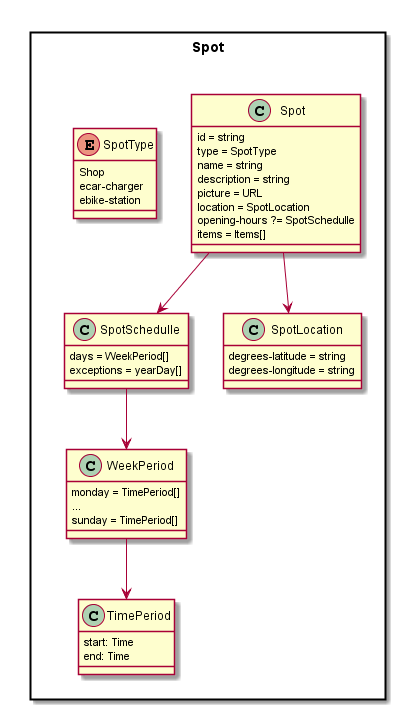 Spot
E SpotType
Shop
ecar-charger
ebike-station
C Spot
id = string
type = SpotType
name = string
description = string
picture = URL
location = SpotLocation
opening-hours ?= SpotSchedulle
items = Items[]
C SpotSchedulle
days = WeekPeriod[]
exceptions = yearDay[]
C SpotLocation
degrees-latitude = string
degrees-longitude = string
C WeekPeriod
monday = TimePeriod[]
...
sunday = TimePeriod[]
C TimePeriod
start: Time
end: Time